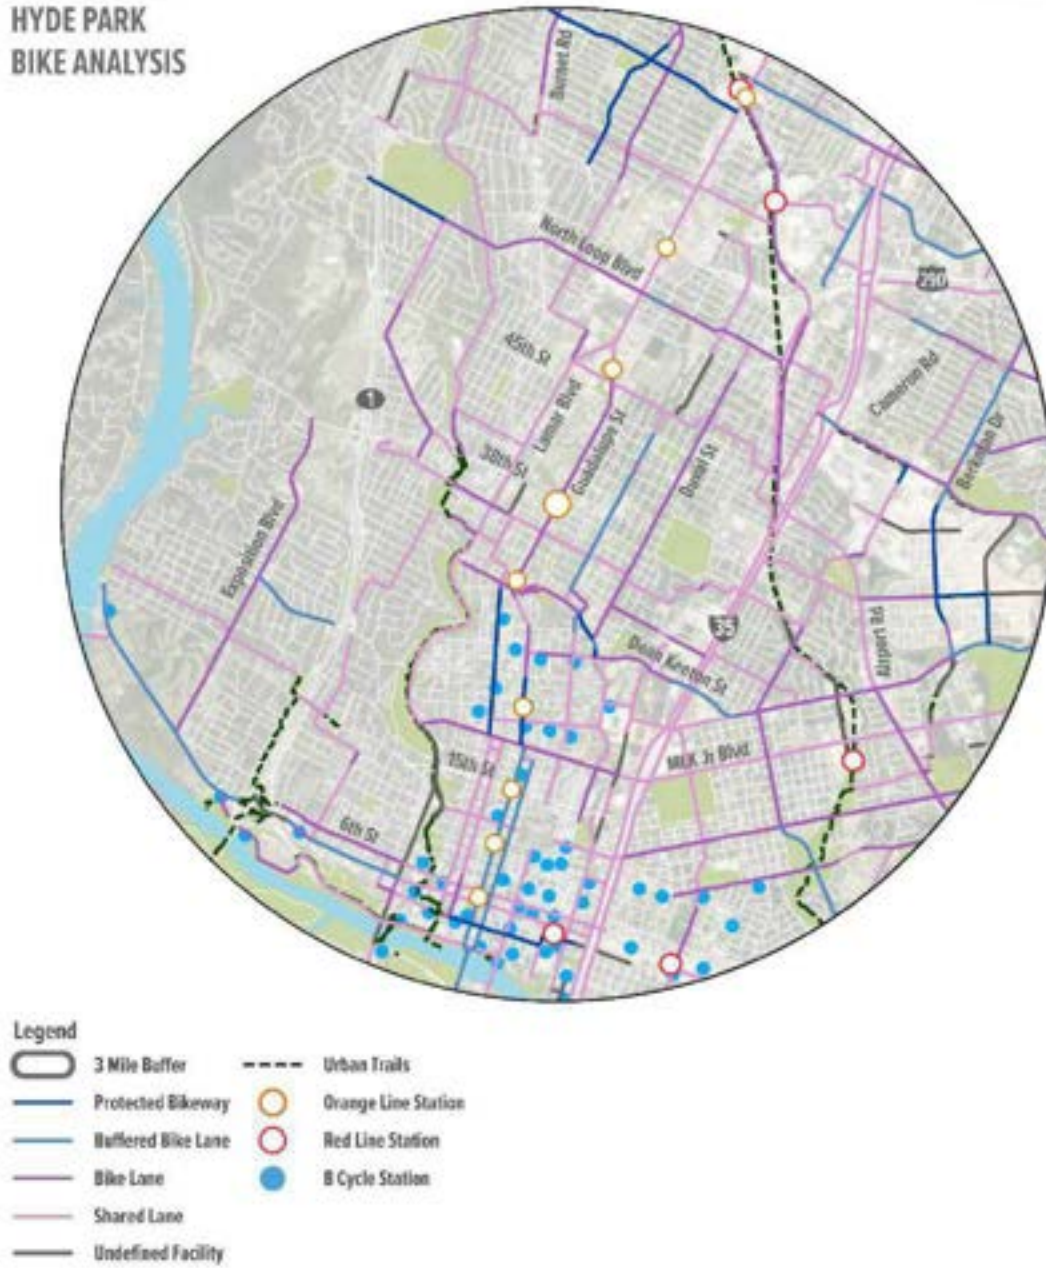 HYDE PARK
BIKE ANALYSIS
Burnet Rd
North Loop Blvd
290
45th St
Cameron Rd
1
Lamar Blvd
Berkman Dr
38th St
Guadalupe St
Duval St
Exposition Blvd
35
Airport Rd
Dean Keeton St
MLK Jr Blvd
15th St
6th St
Legend
3 Mile Buffer
Urban Trails
Protected Bikeway
Orange Line Station
Buffered Bike Lane
Red Line Station
Bike Lane
B Cycle Station
Shared Lane
Undefined Facility